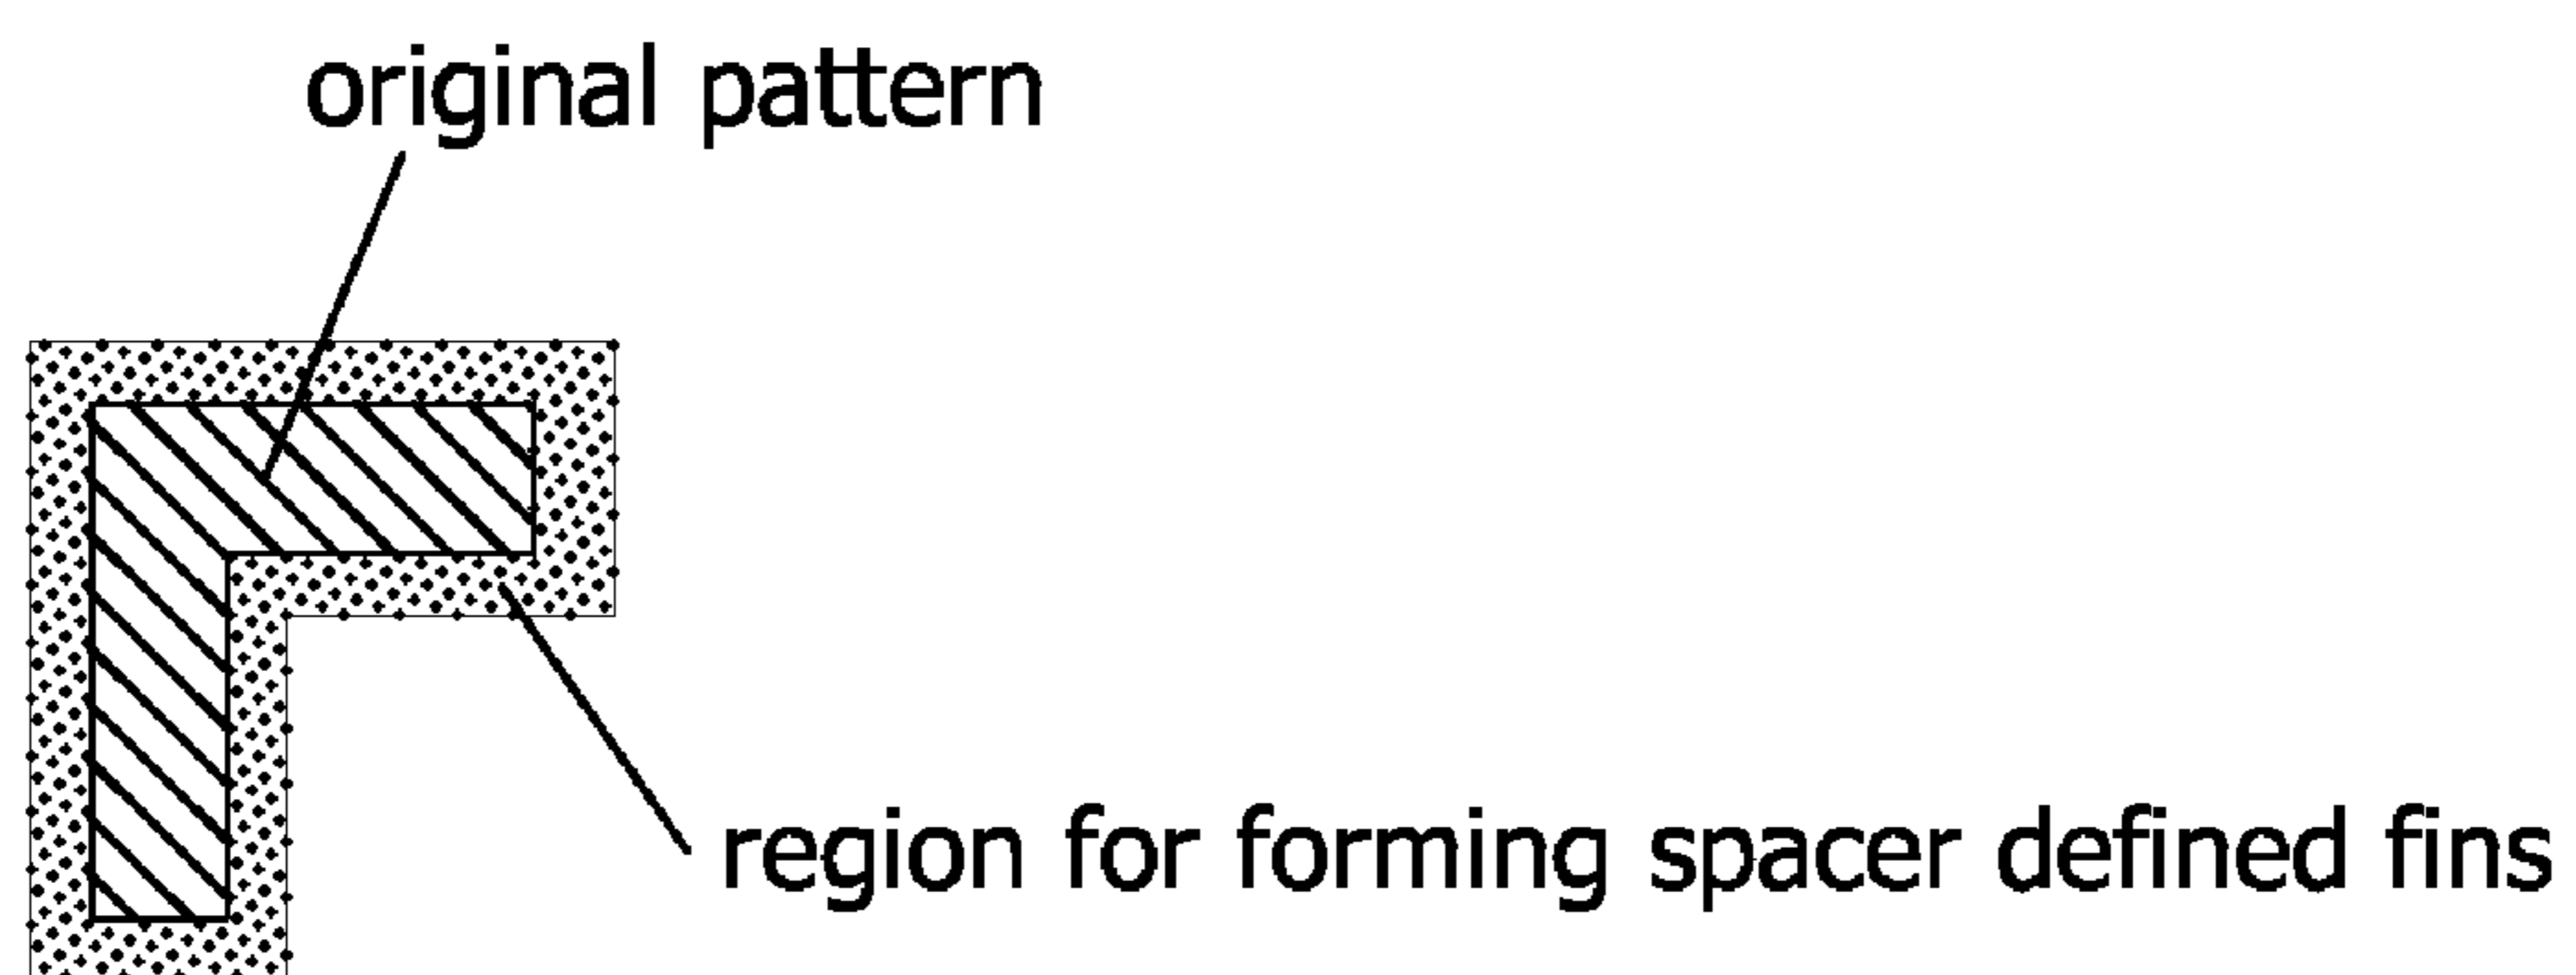 original pattern
region for forming spacer defined fins